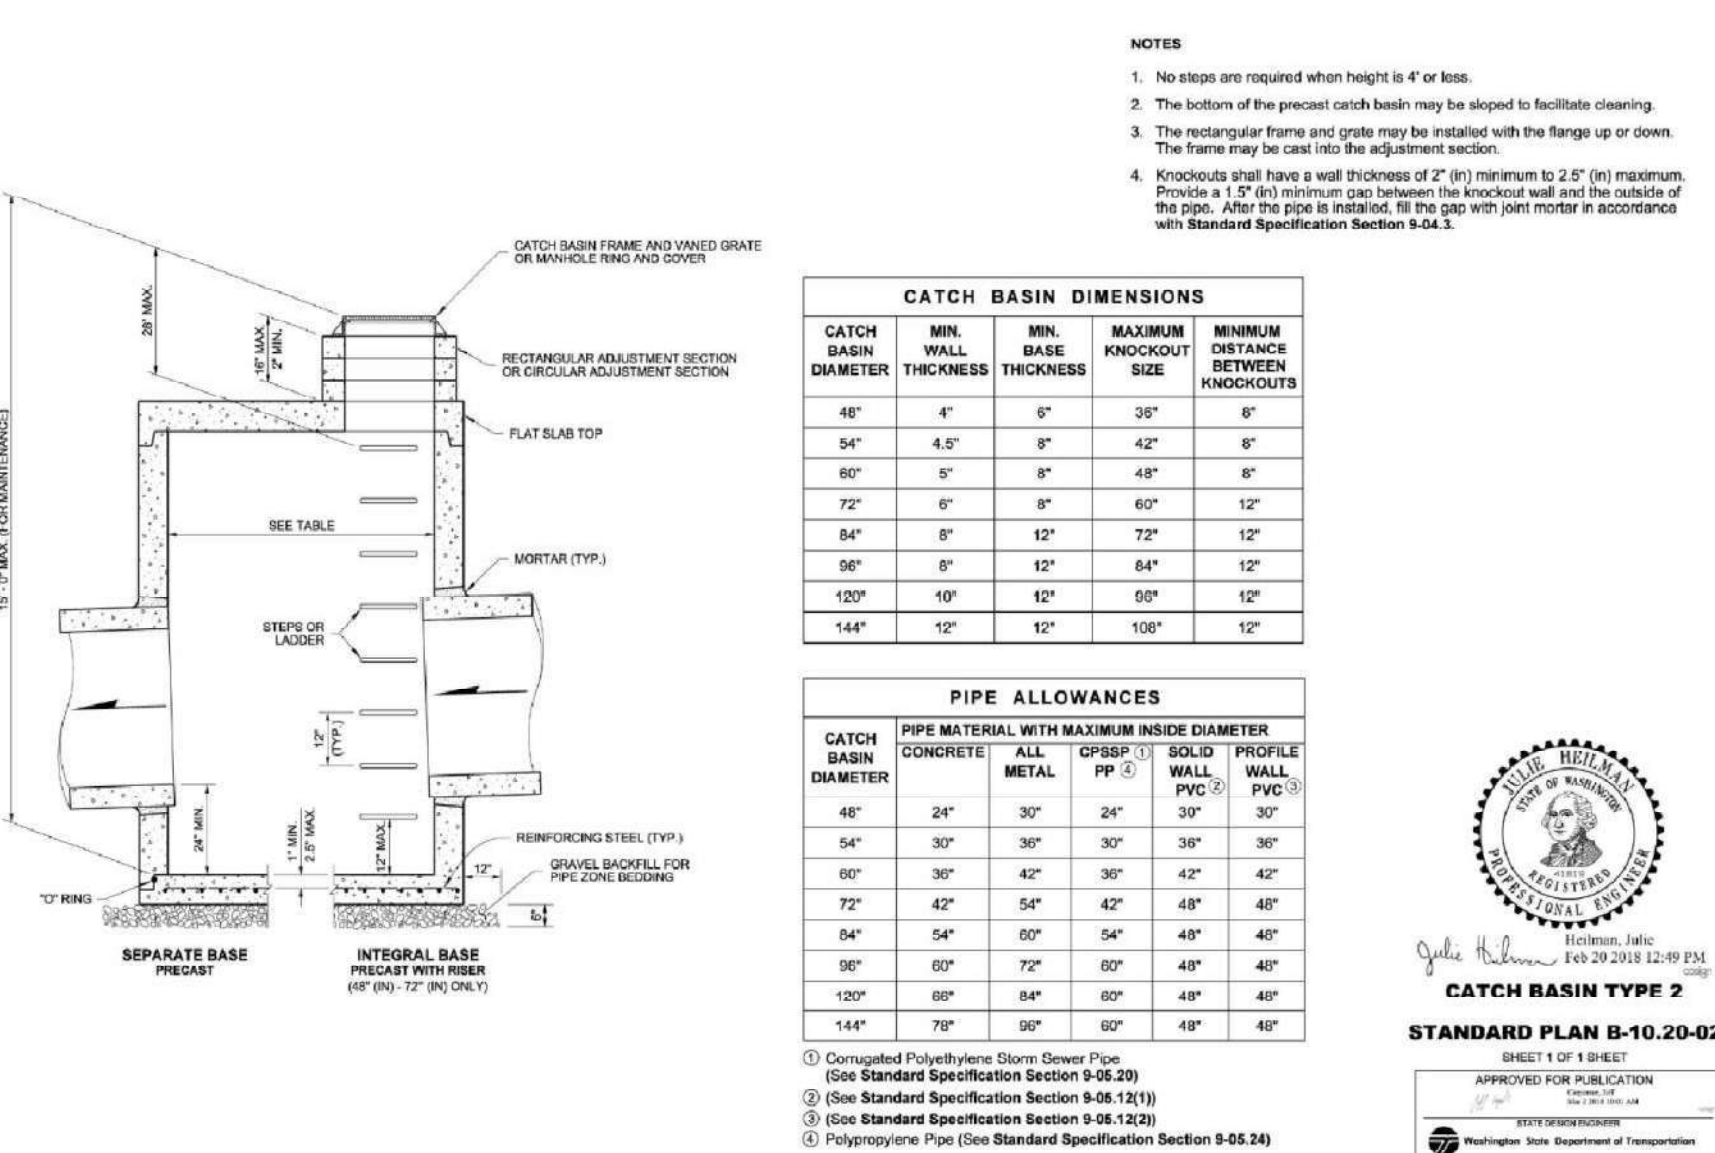 NOTES
1. No steps are required when height is 4' or less.
2. The bottom of the precast catch basin may be sloped to facilitate cleaning.
3. The rectangular frame and grate may be installed with the flange up or down.
The frame may be cast into the adjustment section.
4. Knockouts shall have a wall thickness of 2" (in) minimum to 2.5" (in) maximum.
Provide a 1.5" (in) minimum gap between the knockout wall and the outside of
the pipe. After the pipe is installed, fill the gap with joint mortar in accordance
with Standard Specification Section 9-04.3.
15' - 0" MAX. (FOR MAINTENANCE)
28' MAX.
16" MAX.
2" MIN.
CATCH BASIN FRAME AND VANED GRATE
OR MANHOLE RING AND COVER
RECTANGULAR ADJUSTMENT SECTION
OR CIRCULAR ADJUSTMENT SECTION
FLAT SLAB TOP
SEE TABLE
MORTAR (TYP.)
STEPS OR
LADDER
12"
(TYP.)
24" MIN.
1" MIN.
2.5" MAX.
12" MAX.
REINFORCING STEEL (TYP.)
12"
GRAVEL BACKFILL FOR
PIPE ZONE BEDDING
"O" RING
6"
SEPARATE BASE
PRECAST
INTEGRAL BASE
PRECAST WITH RISER
(48" (IN) - 72" (IN) ONLY)
CATCH BASIN DIMENSIONS
CATCH BASIN DIAMETER MIN. WALL THICKNESS MIN. BASE THICKNESS MAXIMUM KNOCKOUT SIZE MINIMUM DISTANCE BETWEEN KNOCKOUTS
48" 4" 6" 36" 8"
54" 4.5" 8" 42" 8"
60" 5" 8" 48" 8"
72" 6" 8" 60" 12"
84" 8" 12" 72" 12"
96" 8" 12" 84" 12"
120" 10" 12" 96" 12"
144" 12" 12" 108" 12"
PIPE ALLOWANCES
CATCH BASIN DIAMETER PIPE MATERIAL WITH MAXIMUM INSIDE DIAMETER
CONCRETE ALL METAL CPSSP ① PP ④ SOLID WALL PVC ② PROFILE WALL PVC ③
48" 24" 30" 24" 30" 30"
54" 30" 36" 30" 36" 36"
60" 36" 42" 36" 42" 42"
72" 42" 54" 42" 48" 48"
84" 54" 60" 54" 48" 48"
96" 60" 72" 60" 48" 48"
120" 66" 84" 60" 48" 48"
144" 78" 96" 60" 48" 48"
① Corrugated Polyethylene Storm Sewer Pipe
(See Standard Specification Section 9-05.20)
② (See Standard Specification Section 9-05.12(1))
③ (See Standard Specification Section 9-05.12(2))
④ Polypropylene Pipe (See Standard Specification Section 9-05.24)
JULIE HEILMAN
STATE OF WASHINGTON
41819
REGISTERED
PROFESSIONAL ENGINEER
Julie Heilman
Heilman, Julie
Feb 20 2018 12:49 PM
cosign
CATCH BASIN TYPE 2
STANDARD PLAN B-10.20-02
SHEET 1 OF 1 SHEET
APPROVED FOR PUBLICATION
STATE DESIGN ENGINEER
Washington State Department of Transportation